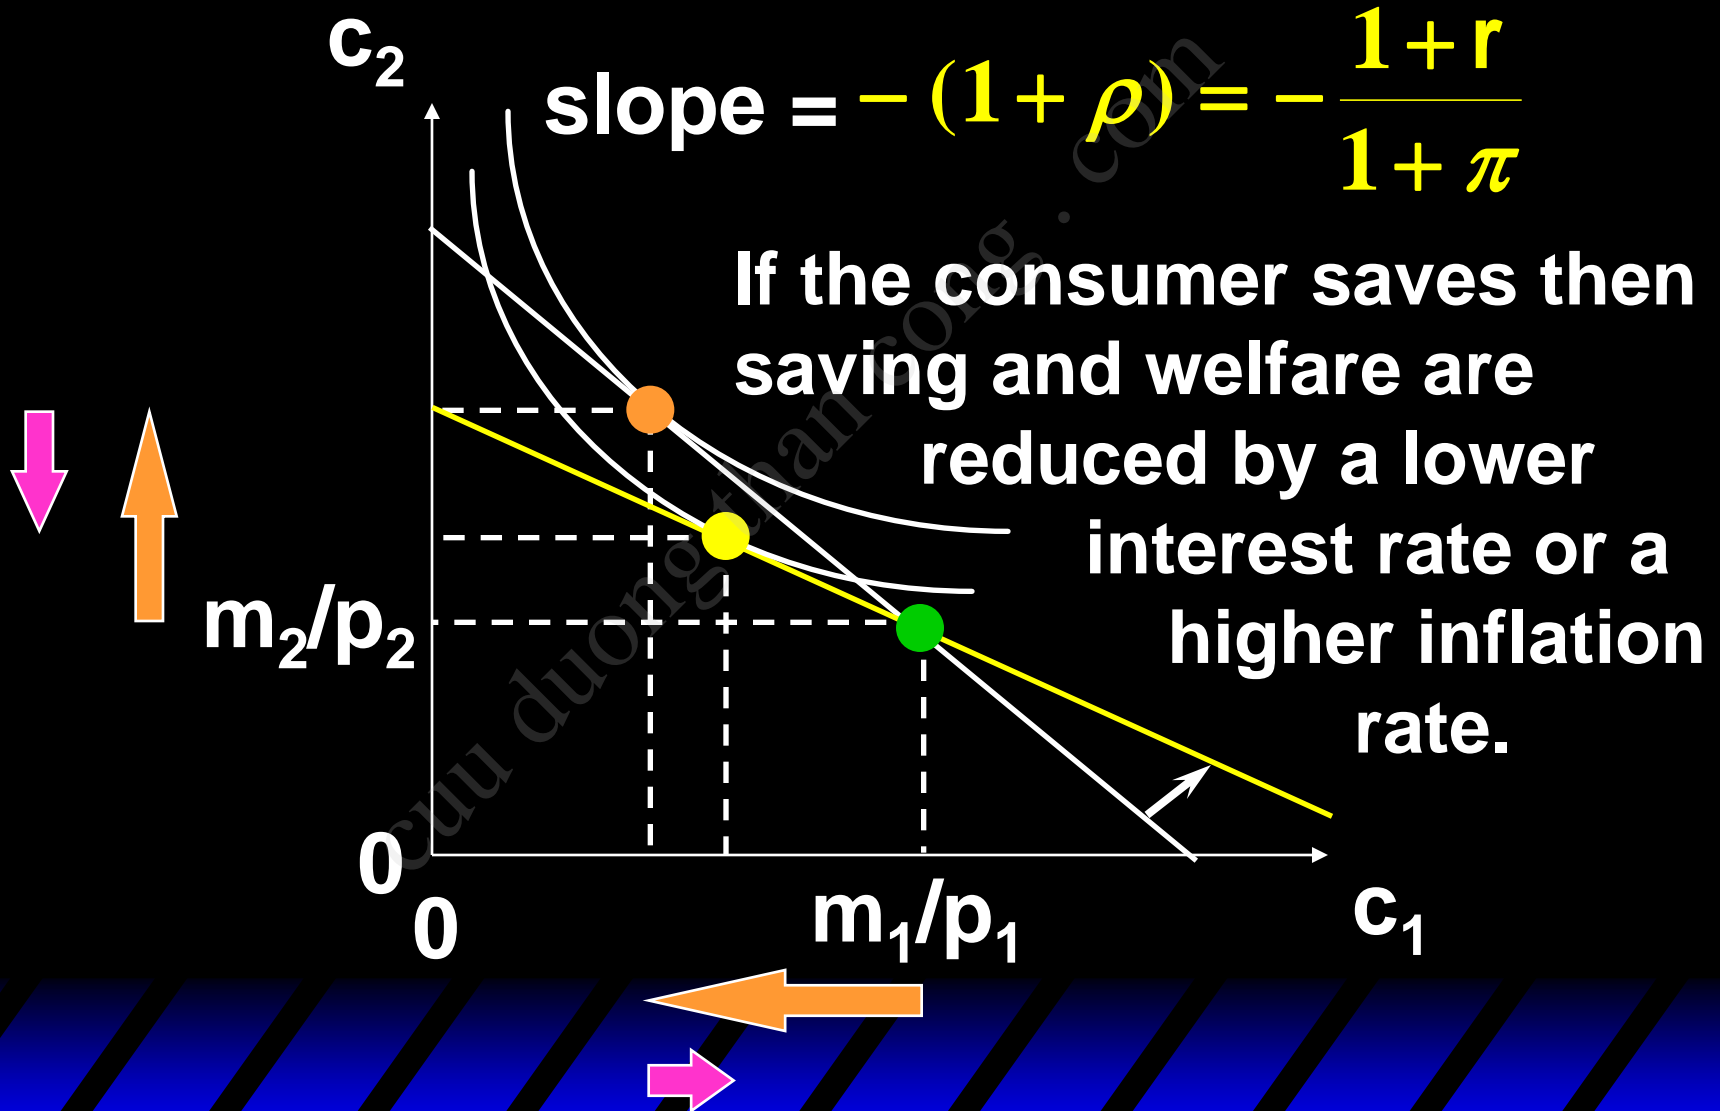 c₂
slope = − (1 + ρ) = − (1 + r)/(1 + π)
If the consumer saves then
saving and welfare are
reduced by a lower
interest rate or a
higher inflation
rate.
m₂/p₂
0
0
m₁/p₁
c₁
cuu duong than cong . com